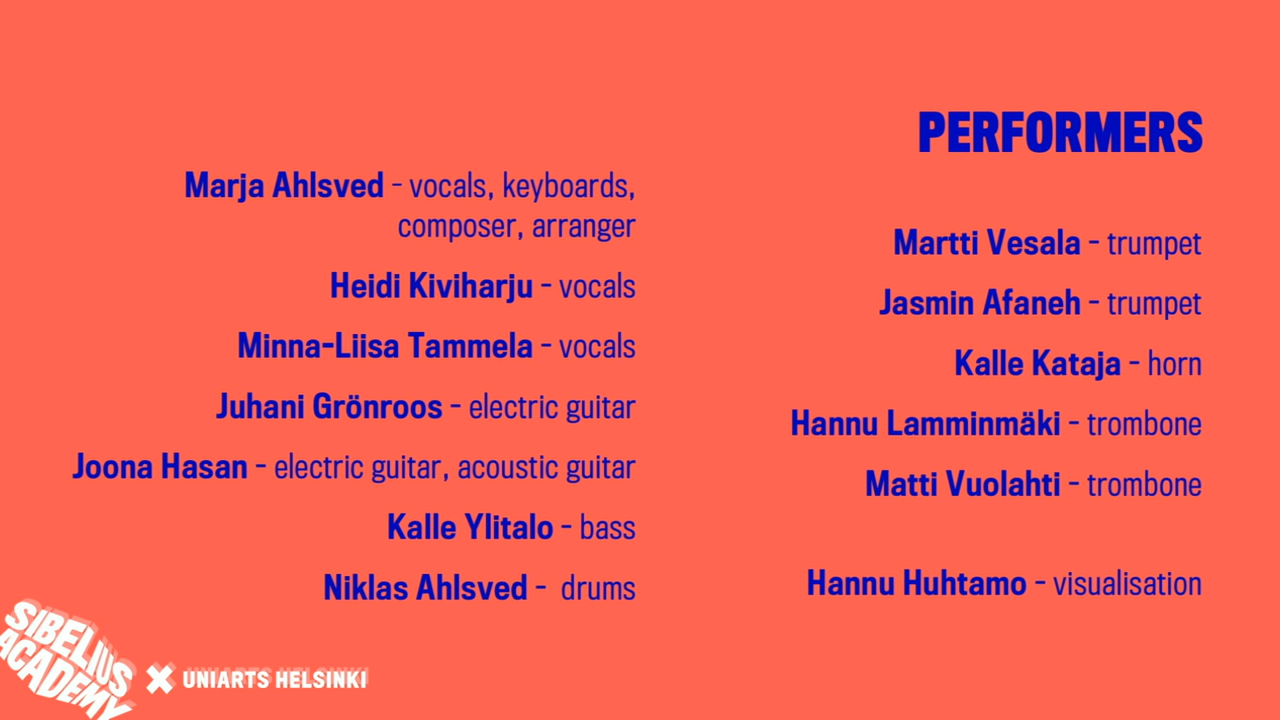 PERFORMERS
Marja Ahlsved - vocals, keyboards,
composer, arranger
Heidi Kiviharju - vocals
Minna-Liisa Tammela - vocals
Juhani Grönroos - electric guitar
Joona Hasan - electric guitar, acoustic guitar
Kalle Ylitalo - bass
Niklas Ahlsved - drums
Martti Vesala - trumpet
Jasmin Afaneh - trumpet
Kalle Kataja - horn
Hannu Lamminmäki - trombone
Matti Vuolahti - trombone
Hannu Huhtamo - visualisation
SIBELIUS
ACADEMY
UNIARTS HELSINKI